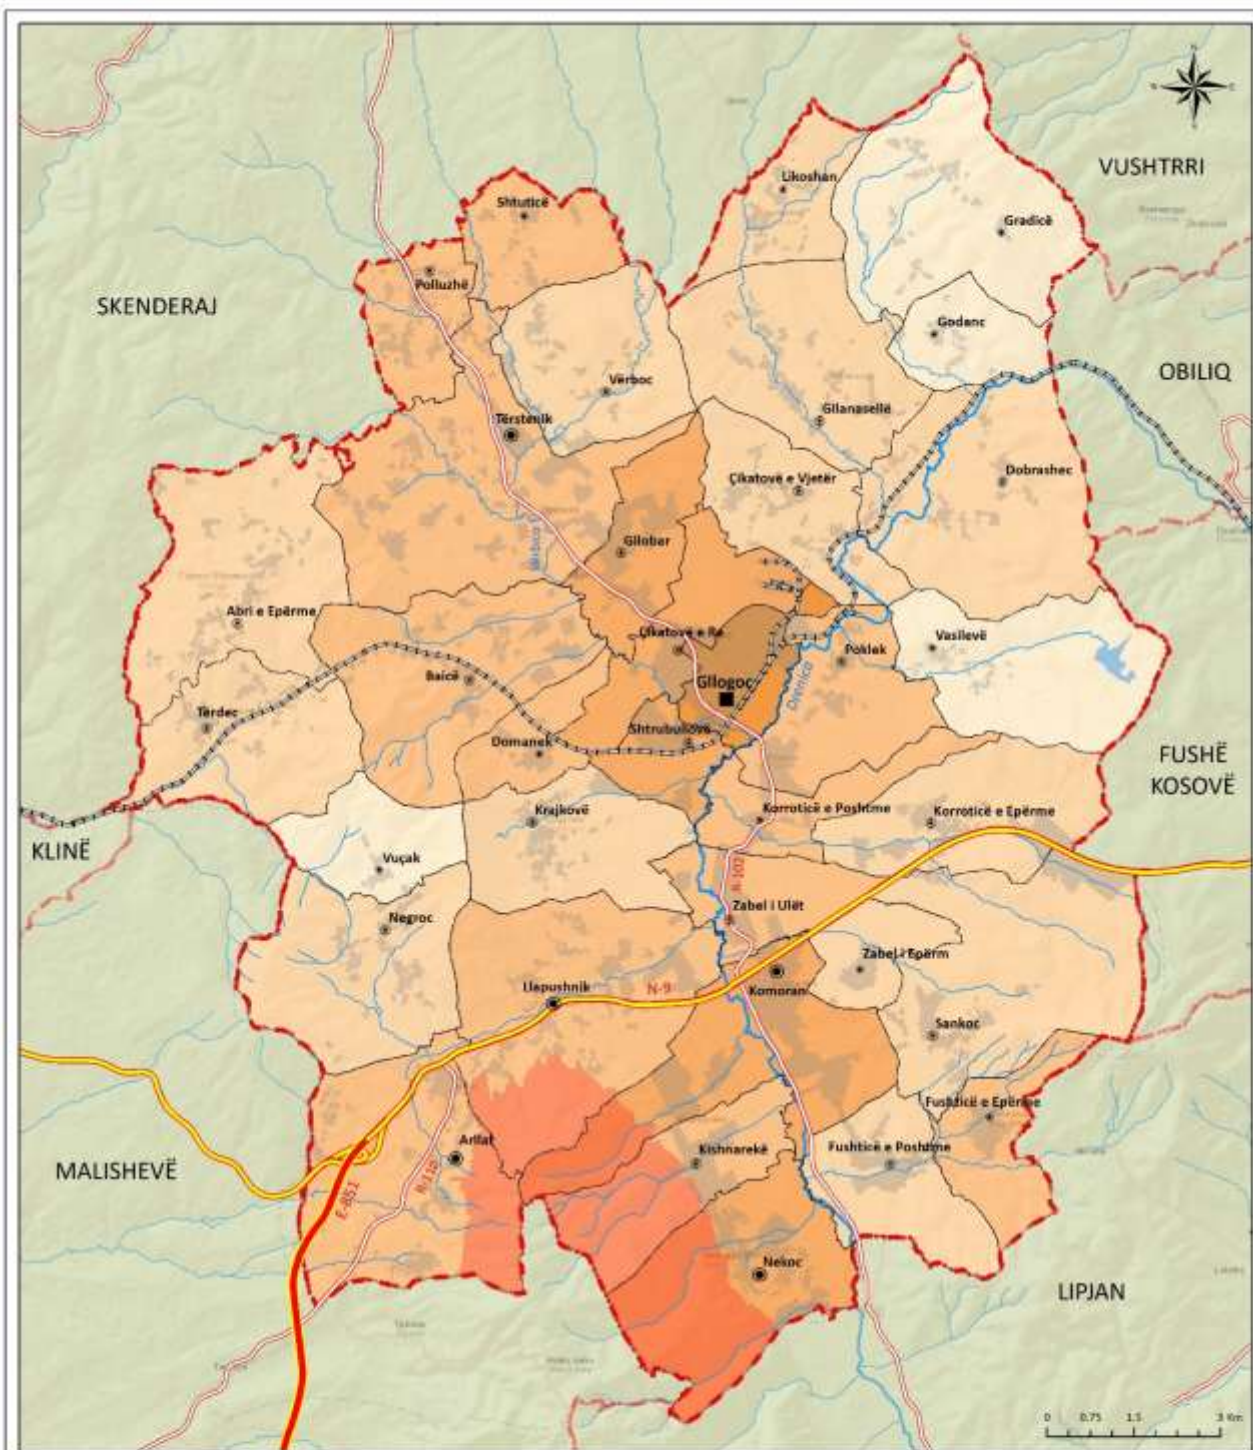 N
VUSHTRRI
Likoshan
Shtuticë
Gradicë
Polluzhë
SKENDERAJ
Godanc
OBILIQ
Vërboc
Gllanasellë
Tërstenik
Dobrashec
Çikatovë e Vjetër
Gllobar
Abri e Epërme
Çikatovë e Re
Vasilevë
Poklek
Baicë
Gllogoc
Drenica
Tërdec
Shtrubullovë
Domanek
FUSHË
KOSOVË
Krajkovë
Korroticë e Poshtme
Korroticë e Epërme
KLINË
Vuçak
R-102
Negroc
Zabel i Ulët
Zabel i Epërm
Llapushnik
N-9
Komoran
Sankoc
Fushticë e Epërme
Arllat
Kishnarekë
Fushticë e Poshtme
MALISHEVË
E-851
Nekoc
LIPJAN
0 0.75 1.5 3 Km